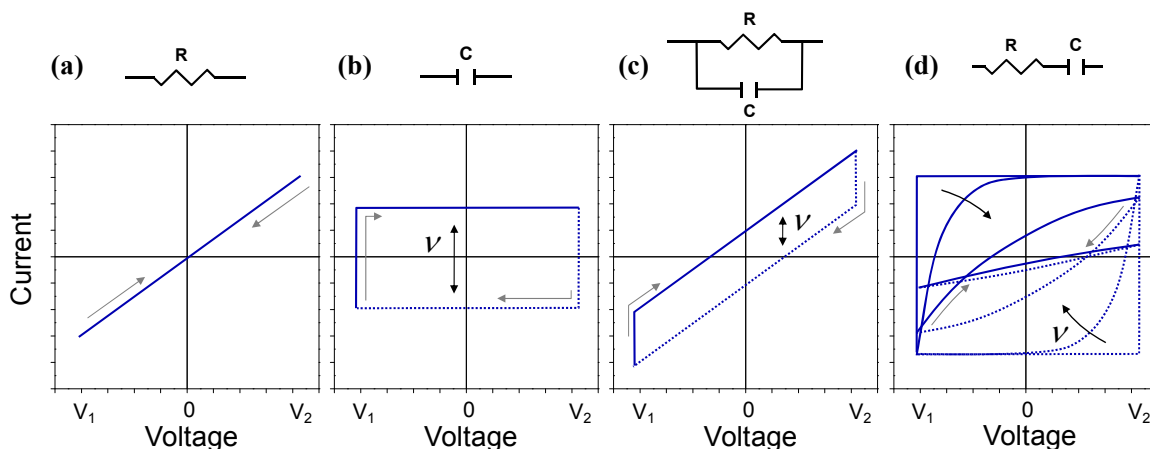 (a)
R
(b)
C
(c)
R
C
(d)
R
C
Current
ν
ν
ν
V1
0
V2
Voltage
V1
0
V2
Voltage
V1
0
V2
Voltage
V1
0
V2
Voltage